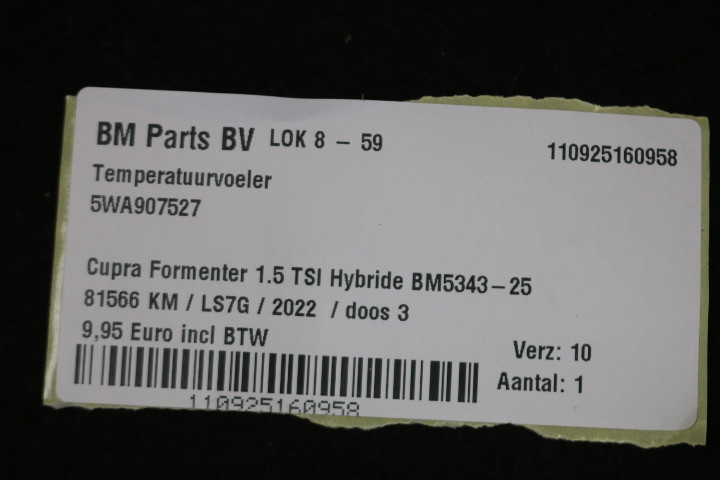 BM Parts BV LOK 8 - 59 110925160958
Temperatuurvoeler
5WA907527
Cupra Formenter 1.5 TSI Hybride BM5343-25
81566 KM / LS7G / 2022 / doos 3
9,95 Euro incl BTW
Verz: 10
Aantal: 1
110925160958